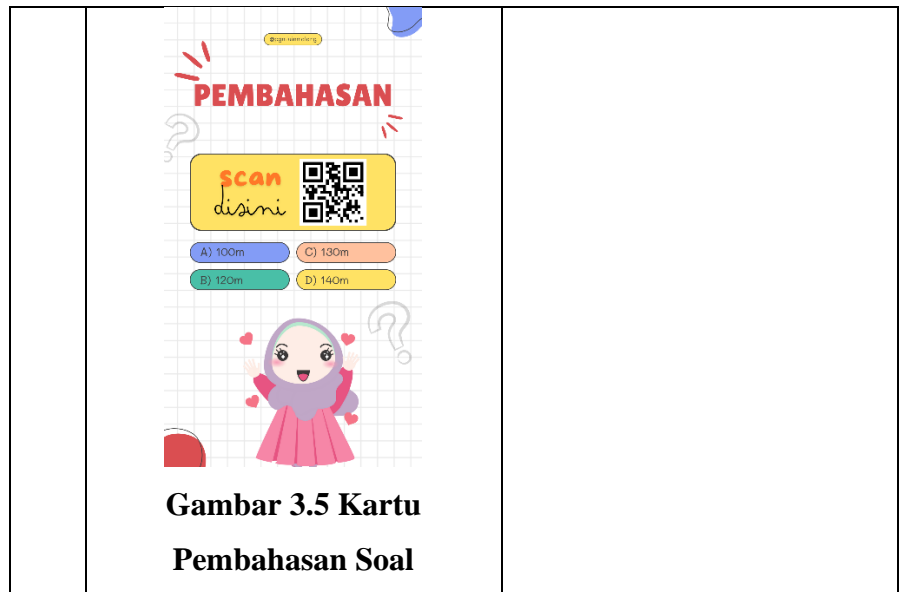 PEMBAHASAN
scan
disini
A) 100m
C) 130m
B) 120m
D) 140m
Gambar 3.5 Kartu
Pembahasan Soal